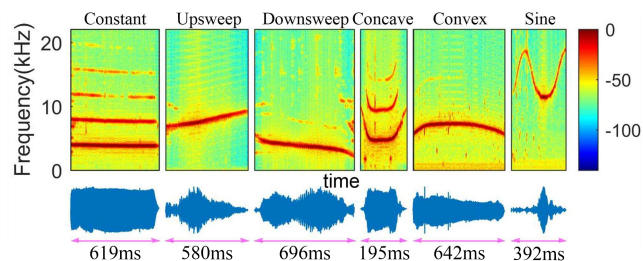 Constant Upsweep Downsweep Concave Convex Sine
Frequency(kHz)
20
10
0
0
-50
-100
time
619ms 580ms 696ms 195ms 642ms 392ms